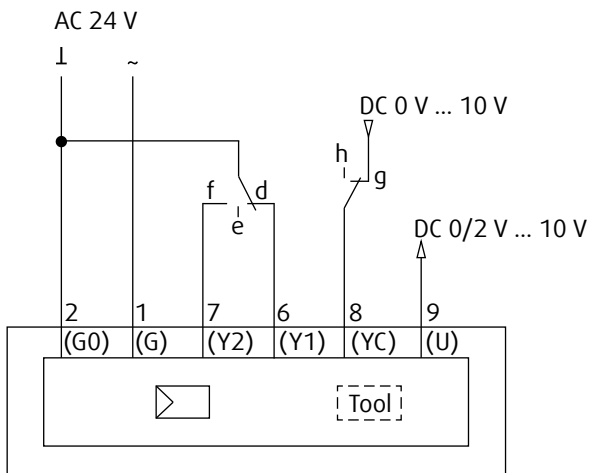 AC 24 V
⊥ ~
DC 0 V ... 10 V
h
g
f d
e
DC 0/2 V ... 10 V
2 1 7 6 8 9
(G0) (G) (Y2) (Y1) (YC) (U)
Tool